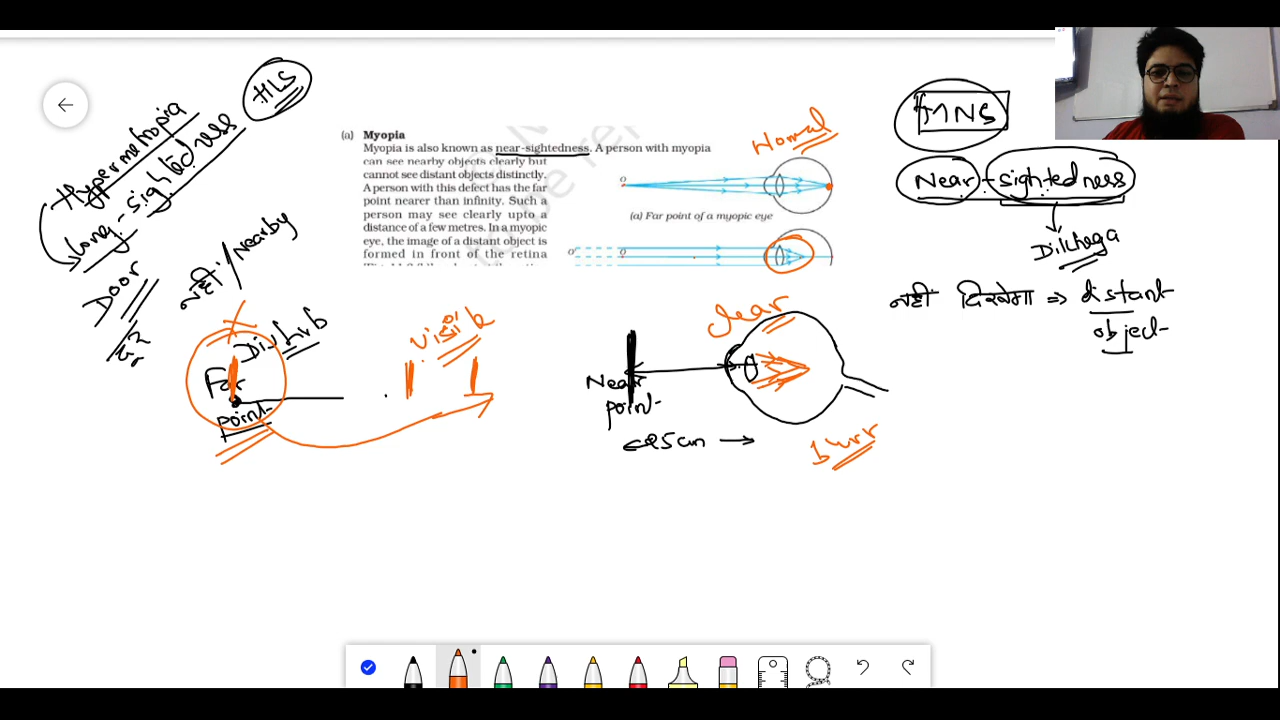 Hypermetropia
Long-sightedness
HLS
Door
नहीं / Nearby
(a) Myopia
Myopia is also known as near-sightedness. A person with myopia
can see nearby objects clearly but
cannot see distant objects distinctly.
A person with this defect has the far
point nearer than infinity. Such a
person may see clearly upto a
distance of a few metres. In a myopic
eye, the image of a distant object is
formed in front of the retina
Normal
O
(a) Far point of a myopic eye
O'
O
MNS
Near-sightedness
Dikhega
नहीं दिखेगा ⇒ distant
object
Far
point
clear
Near
point
25cm
blurr